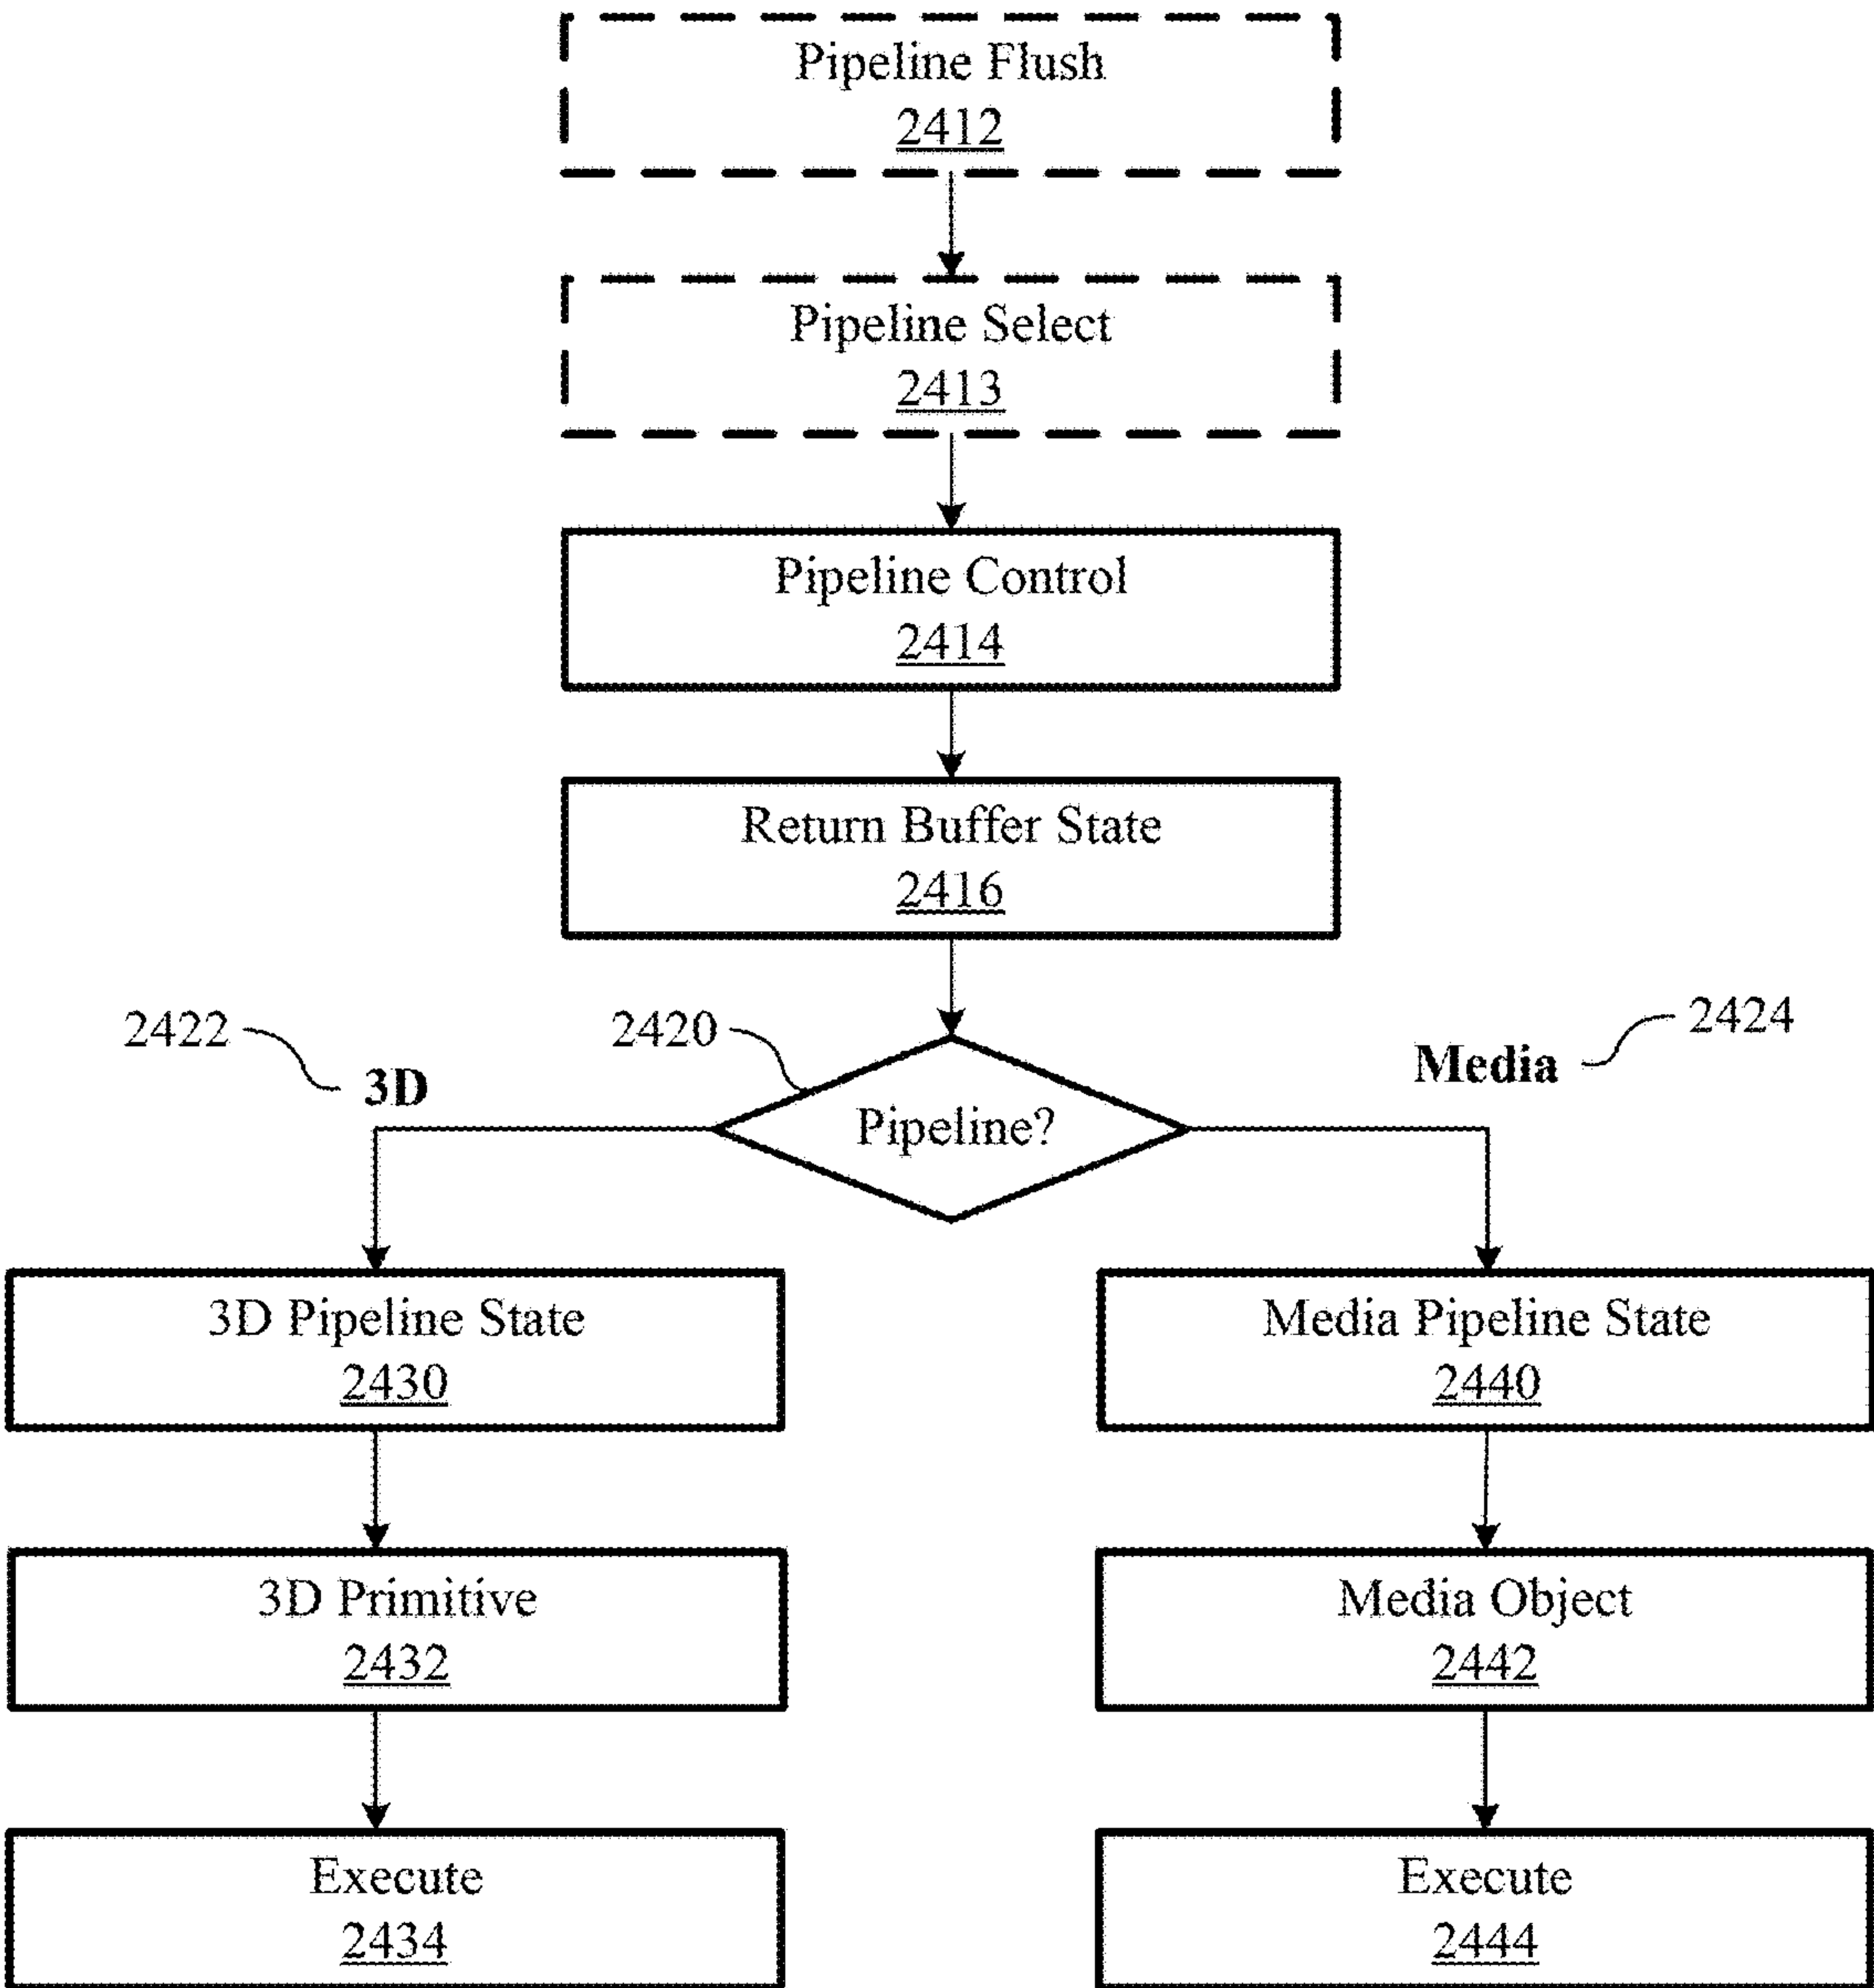 Pipeline Flush
2412
Pipeline Select
2413
Pipeline Control
2414
Return Buffer State
2416
2422
2420
2424
3D
Media
Pipeline?
3D Pipeline State
2430
Media Pipeline State
2440
3D Primitive
2432
Media Object
2442
Execute
2434
Execute
2444